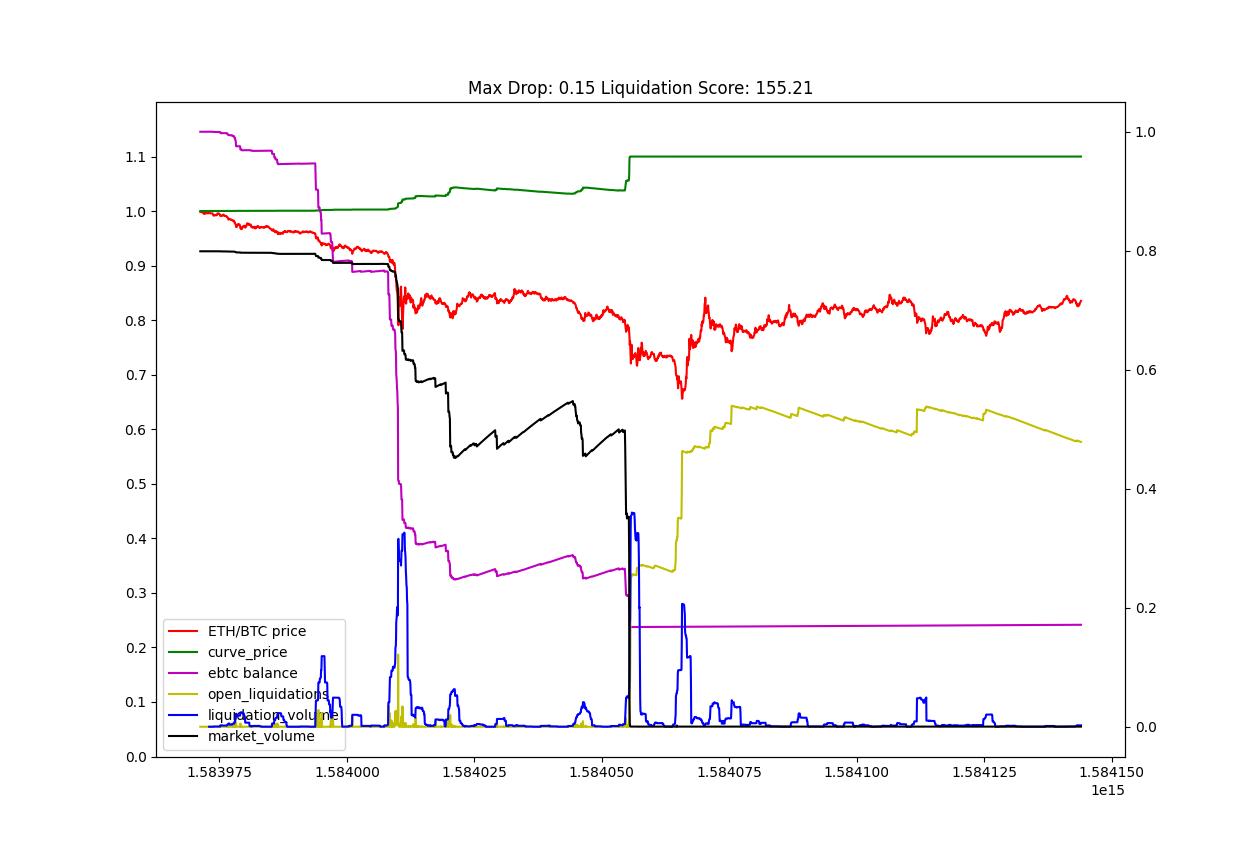 Max Drop: 0.15 Liquidation Score: 155.21
1.1
1.0
0.9
0.8
0.7
0.6
0.5
0.4
0.3
0.2
0.1
0.0
1.0
0.8
0.6
0.4
0.2
0.0
ETH/BTC price
curve_price
ebtc balance
open_liquidations
liquidation_volume
market_volume
1.583975 1.584000 1.584025 1.584050 1.584075 1.584100 1.584125 1.584150
1e15